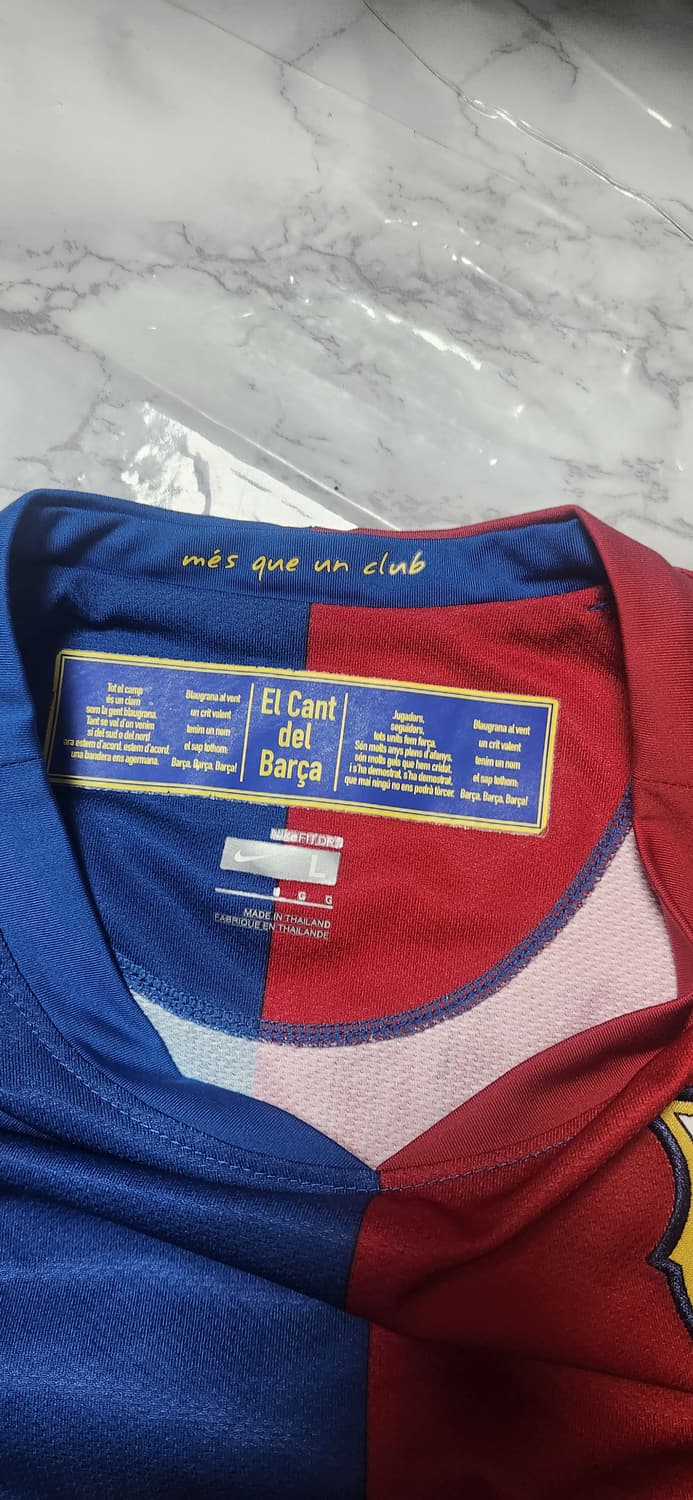 més que un club
Tot el camp
és un clam
som la gent blaugrana.
Tant se val d'on venim
si del sud o del nord
ara estem d'acord, estem d'acord,
una bandera ens agermana.
Blaugrana al vent
un crit valent
tenim un nom
el sap tothom:
Barça, Barça, Barça!
El Cant
del
Barça
Jugadors,
seguidors,
tots units fem força.
Són molts anys plens d'afanys,
són molts gols que hem cridat
i s'ha demostrat, s'ha demostrat,
que mai ningú no ens podrà tòrcer.
Blaugrana al vent
un crit valent
tenim un nom
el sap tothom:
Barça, Barça, Barça!
NIKEFIT DRY
L
G G
MADE IN THAILAND
FABRIQUE EN THAILANDE